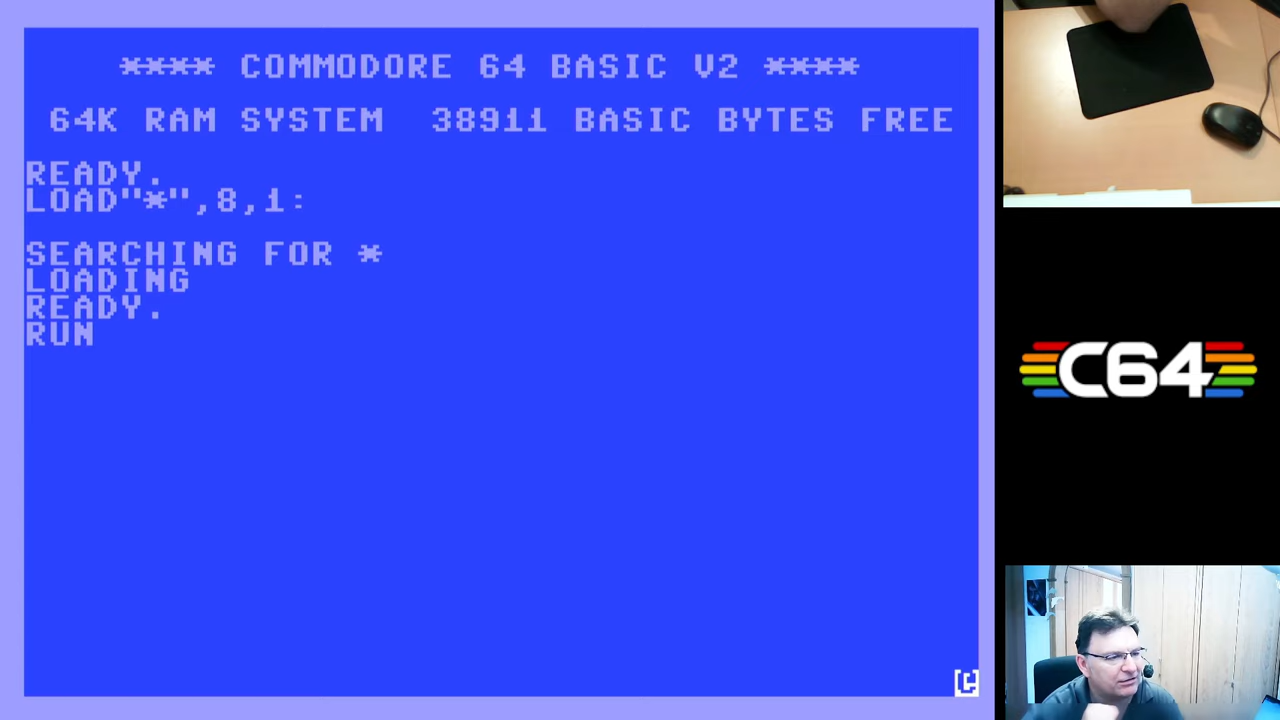 **** COMMODORE 64 BASIC V2 ****
64K RAM SYSTEM  38911 BASIC BYTES FREE
READY.
LOAD"*",8,1:
SEARCHING FOR *
LOADING
READY.
RUN
C64